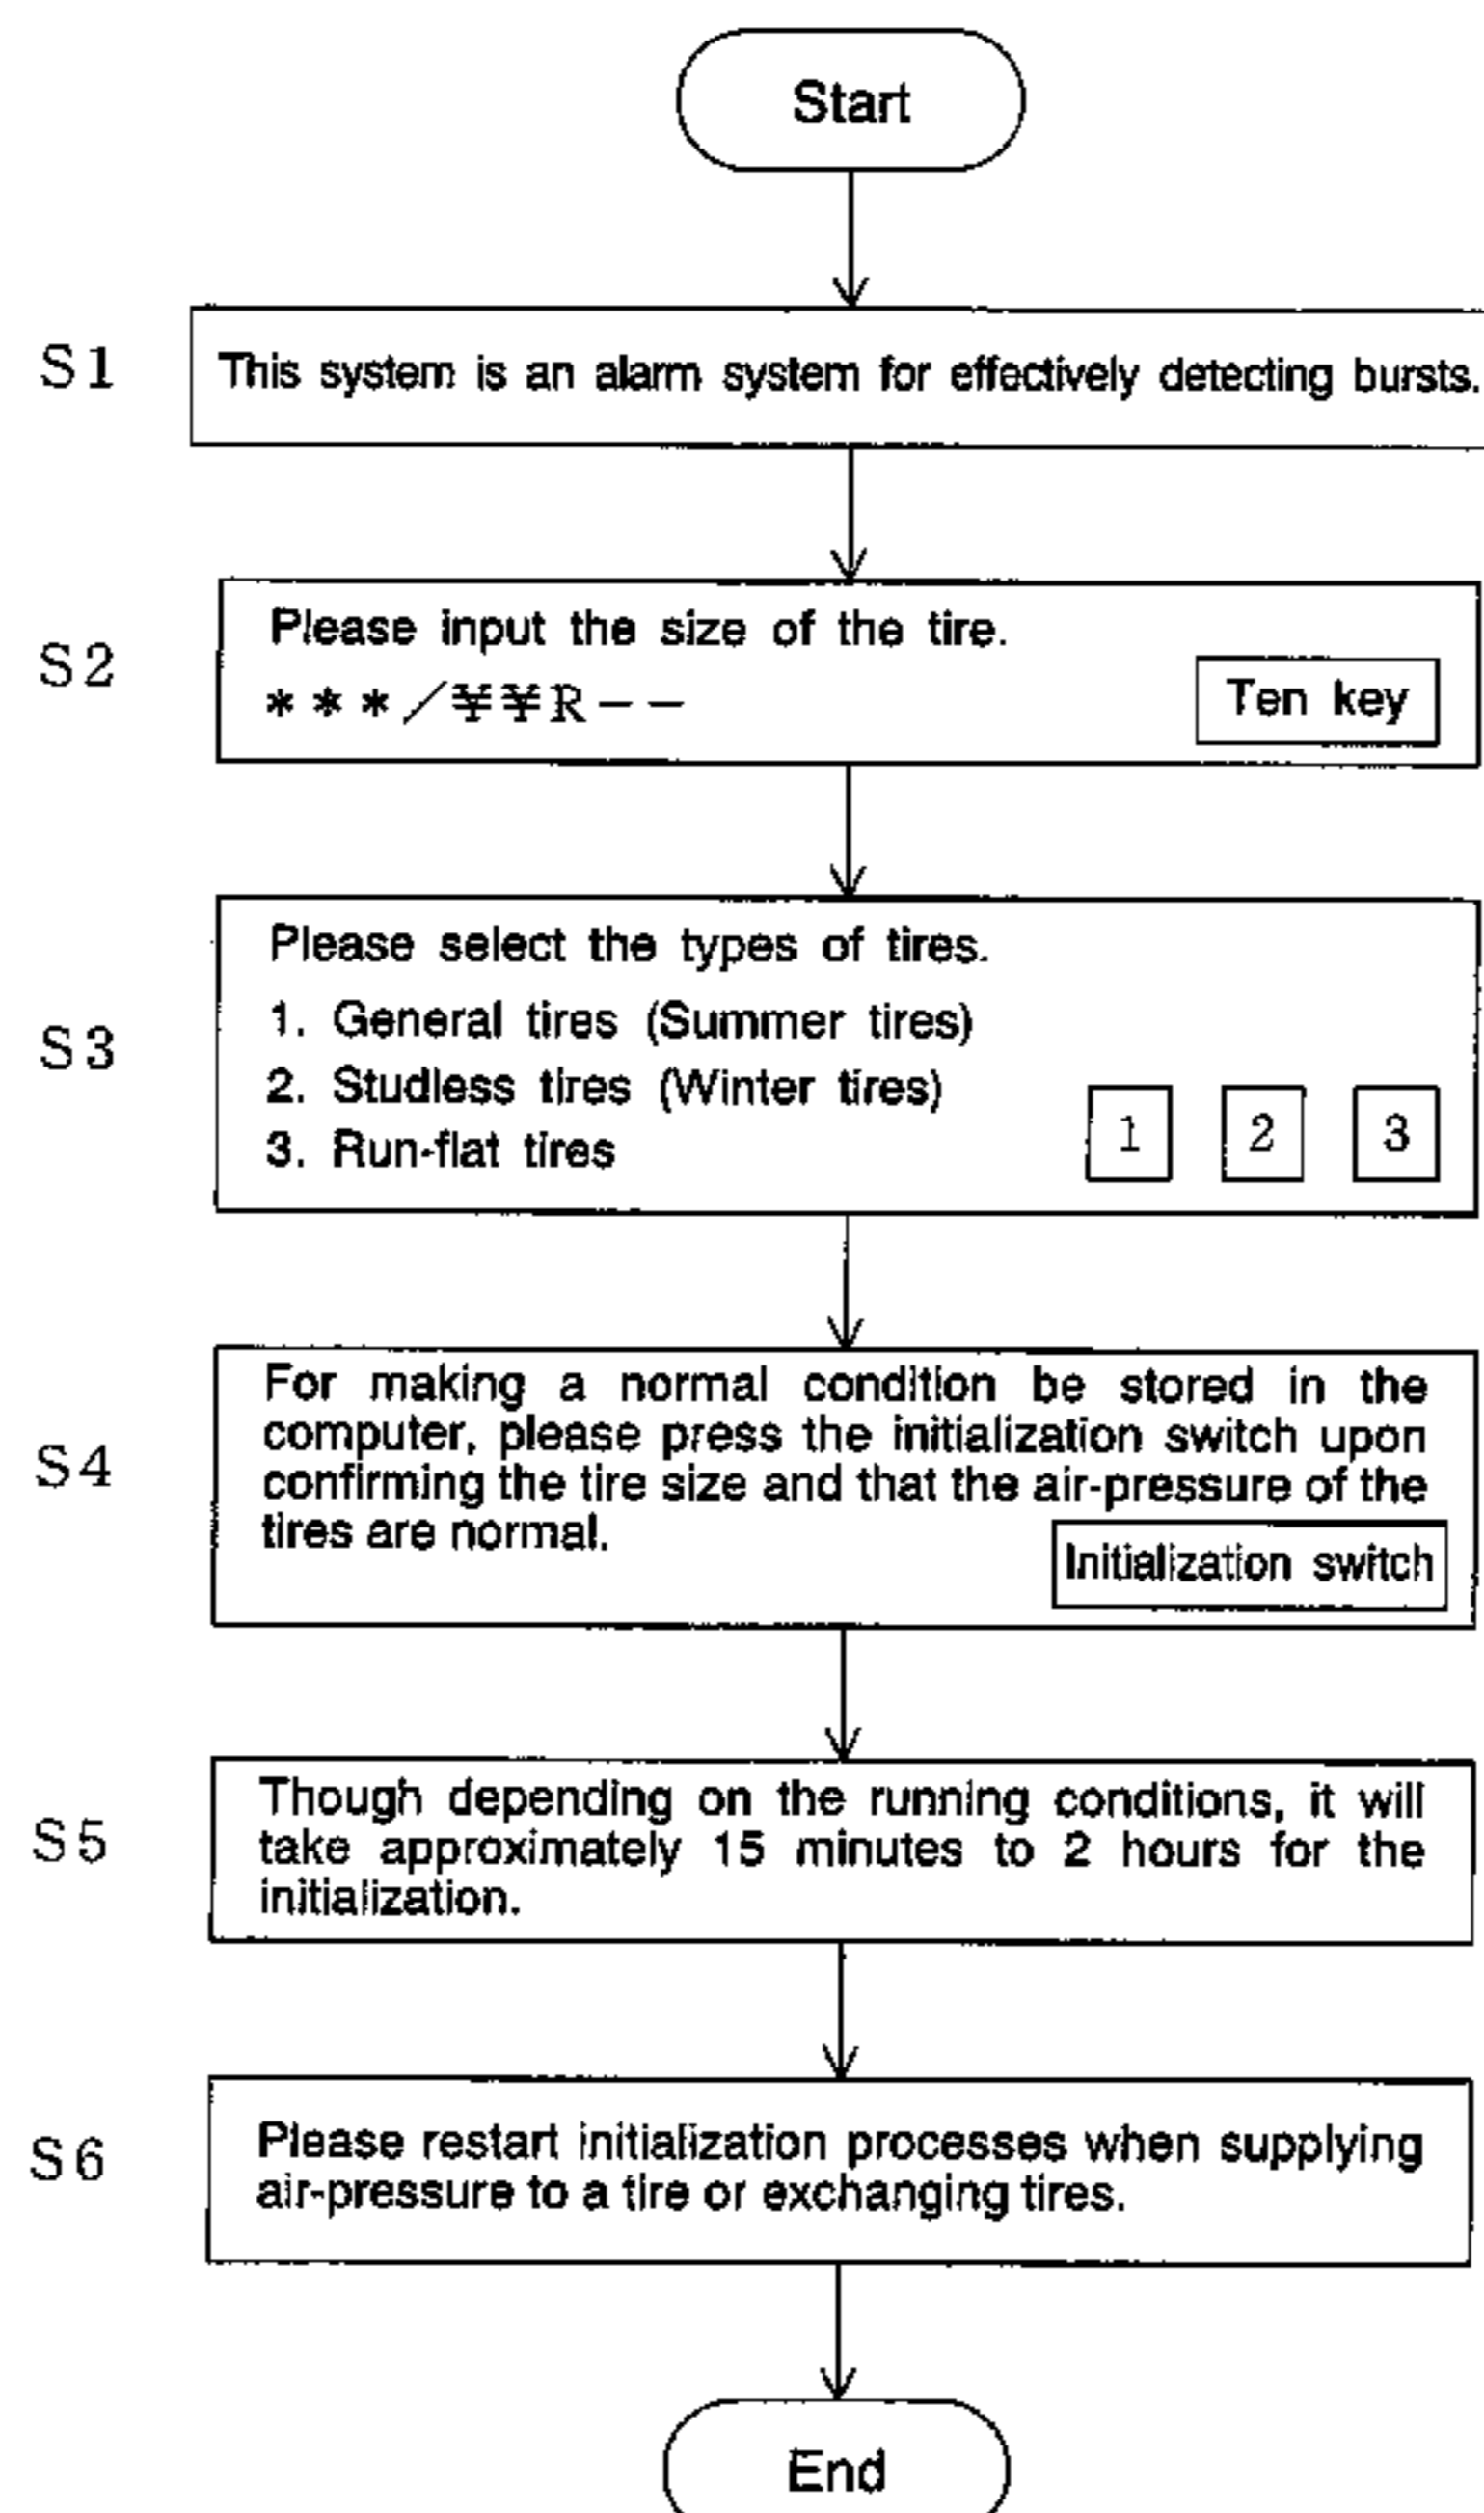 Start
S1
This system is an alarm system for effectively detecting bursts.
S2
Please input the size of the tire.
***/¥¥R−−
Ten key
S3
Please select the types of tires.
1. General tires (Summer tires)
2. Studless tires (Winter tires)
3. Run-flat tires
1 2 3
S4
For making a normal condition be stored in the
computer, please press the initialization switch upon
confirming the tire size and that the air-pressure of the
tires are normal.
Initialization switch
S5
Though depending on the running conditions, it will
take approximately 15 minutes to 2 hours for the
initialization.
S6
Please restart initialization processes when supplying
air-pressure to a tire or exchanging tires.
End